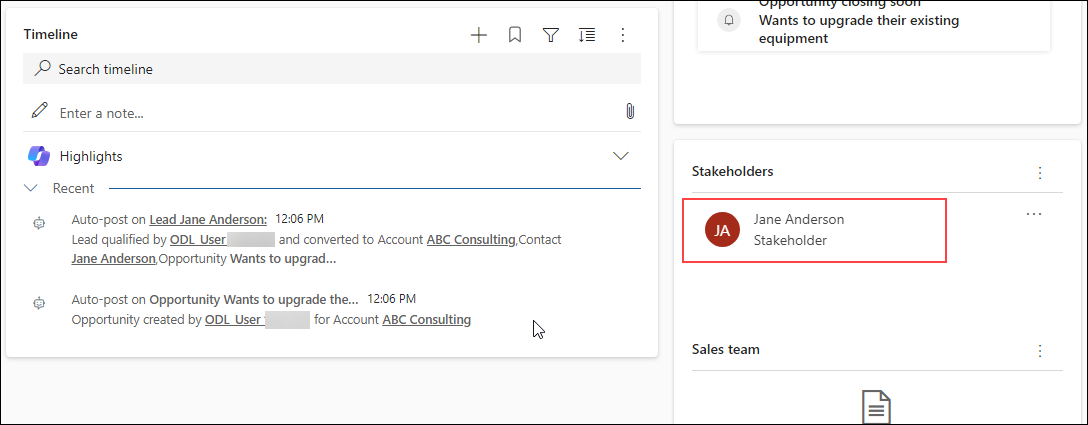 Timeline
Search timeline
Enter a note...
Highlights
Recent
Auto-post on Lead Jane Anderson: 12:06 PM
Lead qualified by ODL_User and converted to Account ABC Consulting,Contact
Jane Anderson,Opportunity Wants to upgrad...
Auto-post on Opportunity Wants to upgrade the... 12:06 PM
Opportunity created by ODL_User for Account ABC Consulting
Opportunity closing soon
Wants to upgrade their existing
equipment
Stakeholders
JA
Jane Anderson
Stakeholder
Sales team